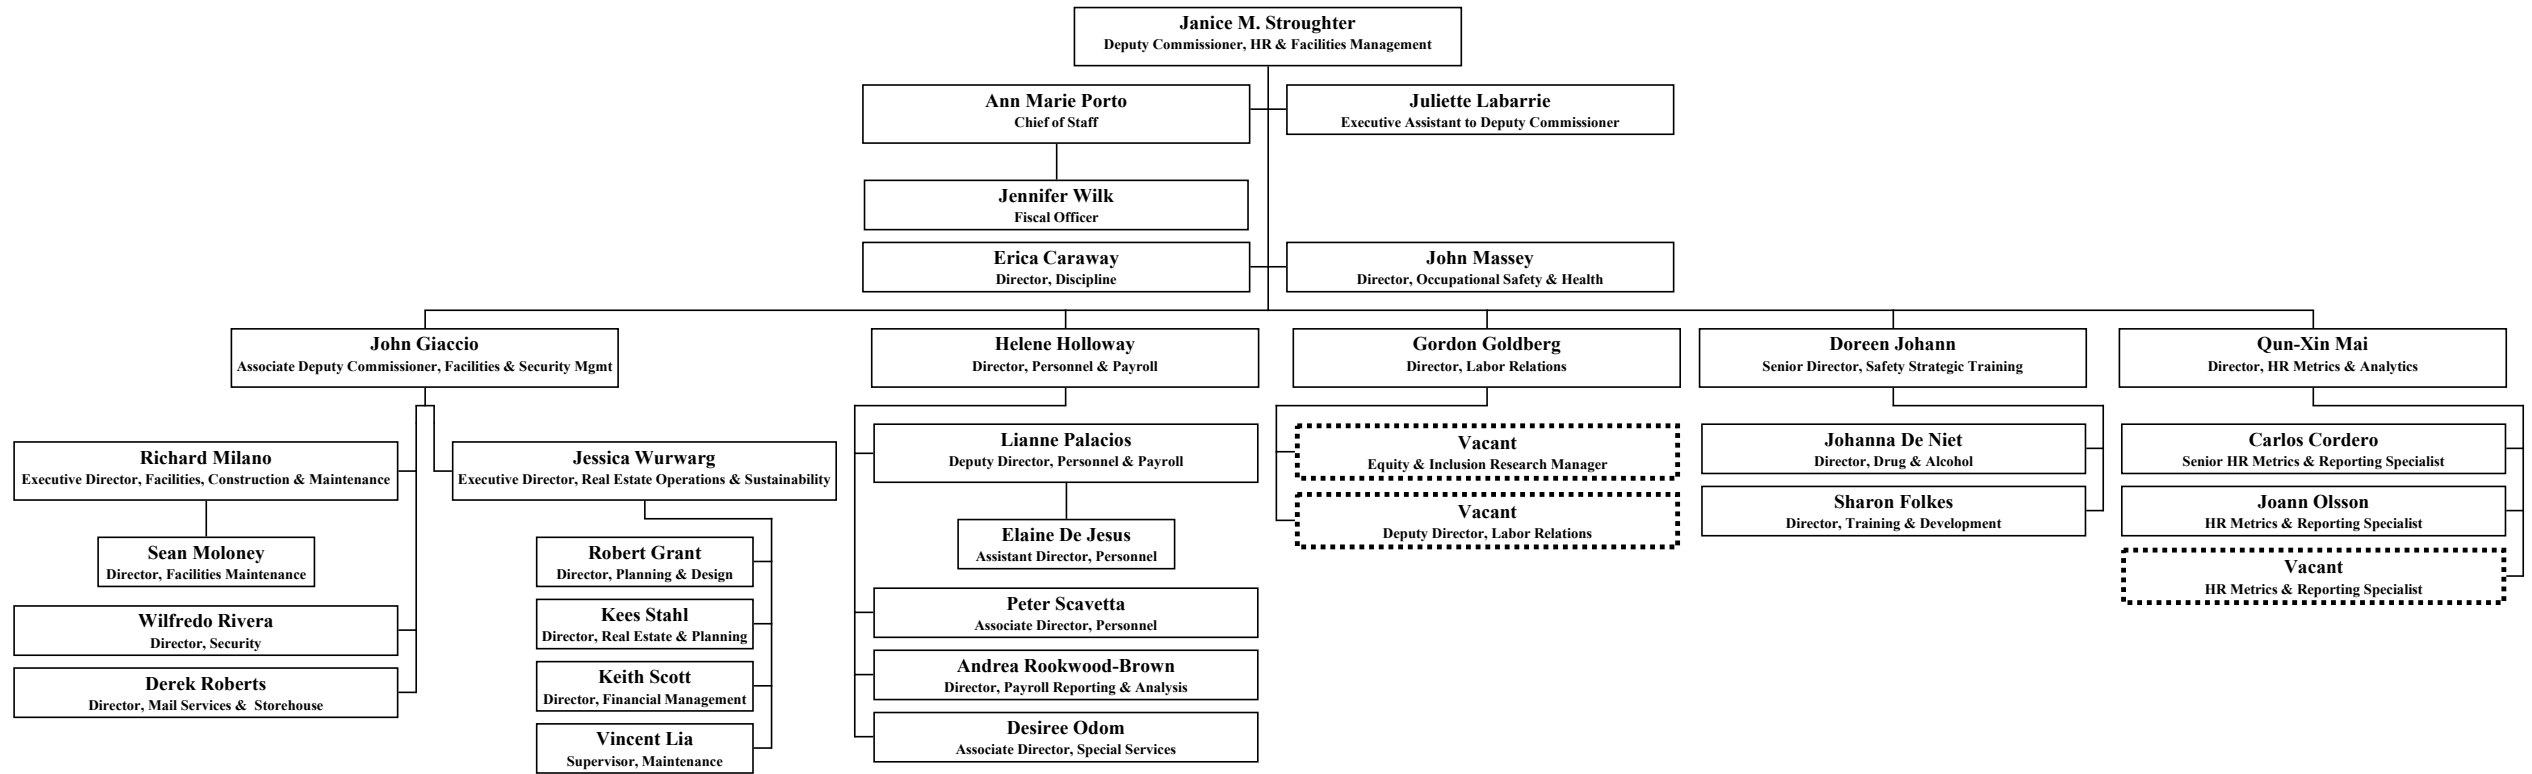 Janice M. Stroughter
Deputy Commissioner, HR & Facilities Management
Ann Marie Porto
Chief of Staff
Juliette Labarrie
Executive Assistant to Deputy Commissioner
Jennifer Wilk
Fiscal Officer
Erica Caraway
Director, Discipline
John Massey
Director, Occupational Safety & Health
John Giaccio
Associate Deputy Commissioner, Facilities & Security Mgmt
Richard Milano
Executive Director, Facilities, Construction & Maintenance
Sean Moloney
Director, Facilities Maintenance
Wilfredo Rivera
Director, Security
Derek Roberts
Director, Mail Services & Storehouse
Jessica Wurwarg
Executive Director, Real Estate Operations & Sustainability
Robert Grant
Director, Planning & Design
Kees Stahl
Director, Real Estate & Planning
Keith Scott
Director, Financial Management
Vincent Lia
Supervisor, Maintenance
Helene Holloway
Director, Personnel & Payroll
Lianne Palacios
Deputy Director, Personnel & Payroll
Elaine De Jesus
Assistant Director, Personnel
Peter Scavetta
Associate Director, Personnel
Andrea Rookwood-Brown
Director, Payroll Reporting & Analysis
Desiree Odom
Associate Director, Special Services
Gordon Goldberg
Director, Labor Relations
Vacant
Equity & Inclusion Research Manager
Vacant
Deputy Director, Labor Relations
Doreen Johann
Senior Director, Safety Strategic Training
Johanna De Niet
Director, Drug & Alcohol
Sharon Folkes
Director, Training & Development
Qun-Xin Mai
Director, HR Metrics & Analytics
Carlos Cordero
Senior HR Metrics & Reporting Specialist
Joann Olsson
HR Metrics & Reporting Specialist
Vacant
HR Metrics & Reporting Specialist